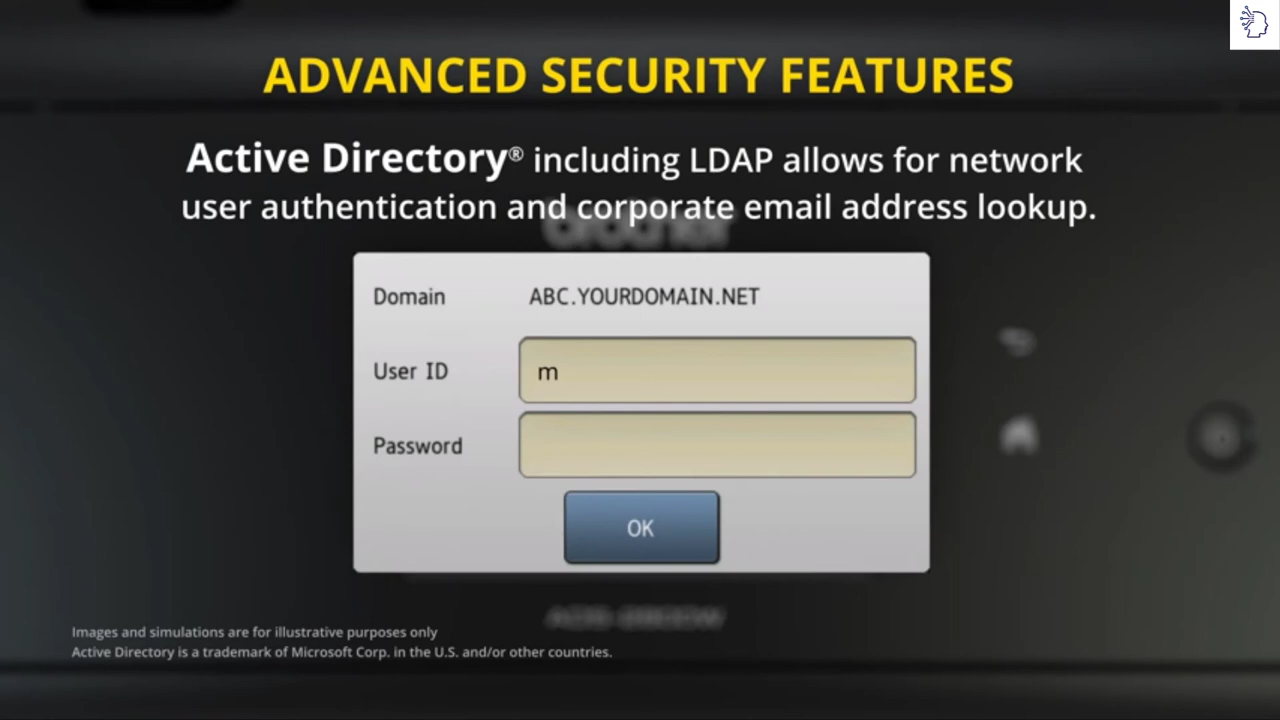 ADVANCED SECURITY FEATURES
Active Directory® including LDAP allows for network
user authentication and corporate email address lookup.
Domain ABC.YOURDOMAIN.NET
User ID m
Password
OK
Images and simulations are for illustrative purposes only
Active Directory is a trademark of Microsoft Corp. in the U.S. and/or other countries.